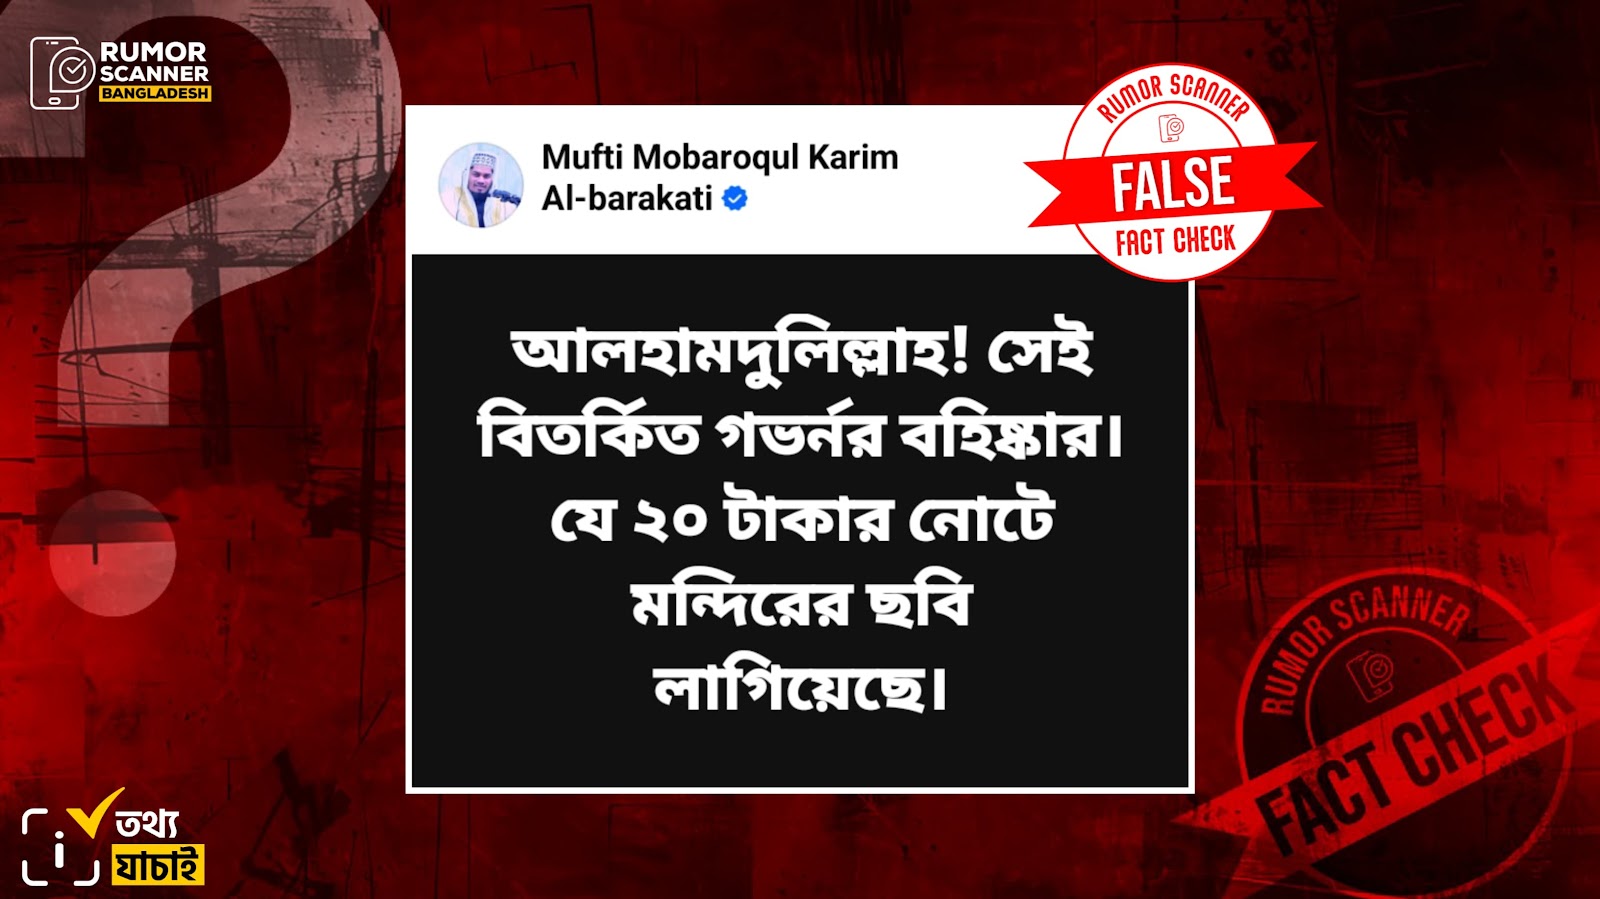 RUMOR
SCANNER
BANGLADESH
Mufti Mobaroqul Karim
Al-barakati
RUMOR SCANNER
FALSE
FACT CHECK
আলহামদুলিল্লাহ! সেই
বিতর্কিত গভর্নর বহিষ্কার।
যে ২০ টাকার নোটে
মন্দিরের ছবি
লাগিয়েছে।
RUMOR SCANNER
FACT CHECK
তথ্য
যাচাই